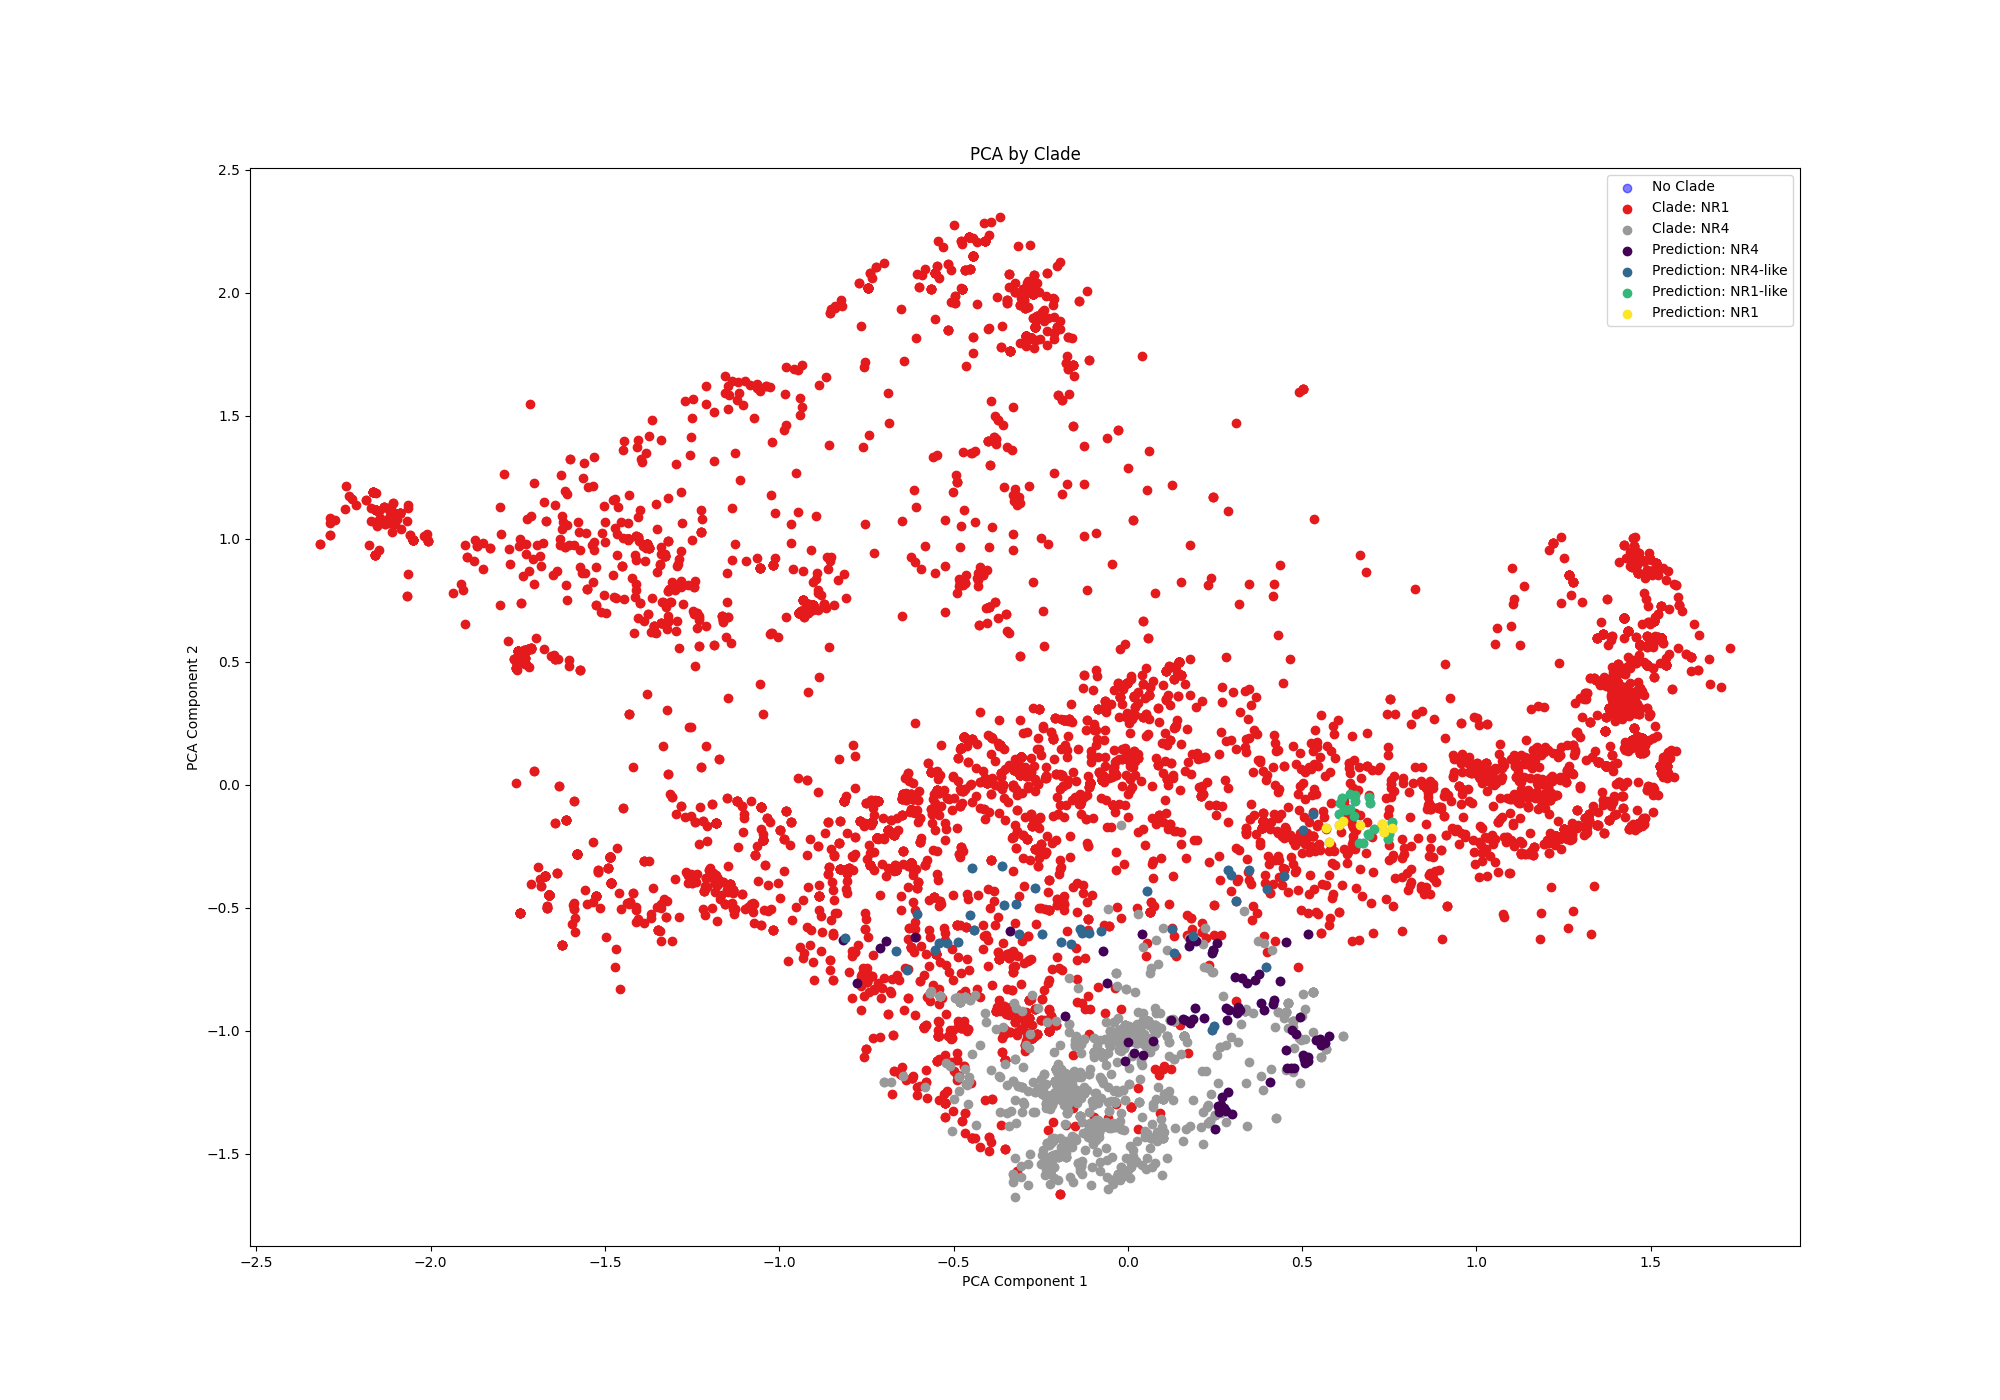 PCA by Clade
No Clade
Clade: NR1
Clade: NR4
Prediction: NR4
Prediction: NR4-like
Prediction: NR1-like
Prediction: NR1
2.5
2.0
1.5
1.0
0.5
0.0
−0.5
−1.0
−1.5
PCA Component 2
−2.5 −2.0 −1.5 −1.0 −0.5 0.0 0.5 1.0 1.5
PCA Component 1